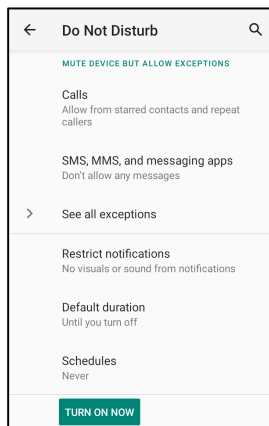 Do Not Disturb
MUTE DEVICE BUT ALLOW EXCEPTIONS
Calls
Allow from starred contacts and repeat
callers
SMS, MMS, and messaging apps
Don't allow any messages
See all exceptions
Restrict notifications
No visuals or sound from notifications
Default duration
Until you turn off
Schedules
Never
TURN ON NOW